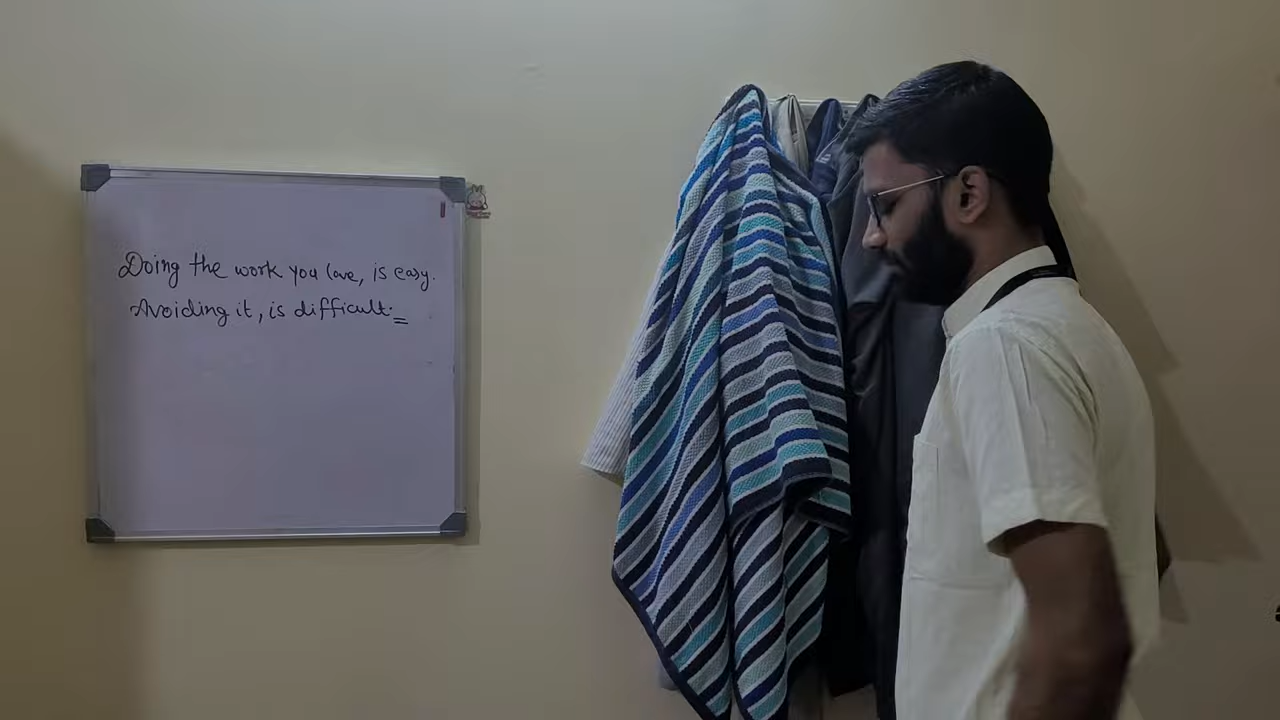 Doing the work you love, is easy.
Avoiding it, is difficult:=